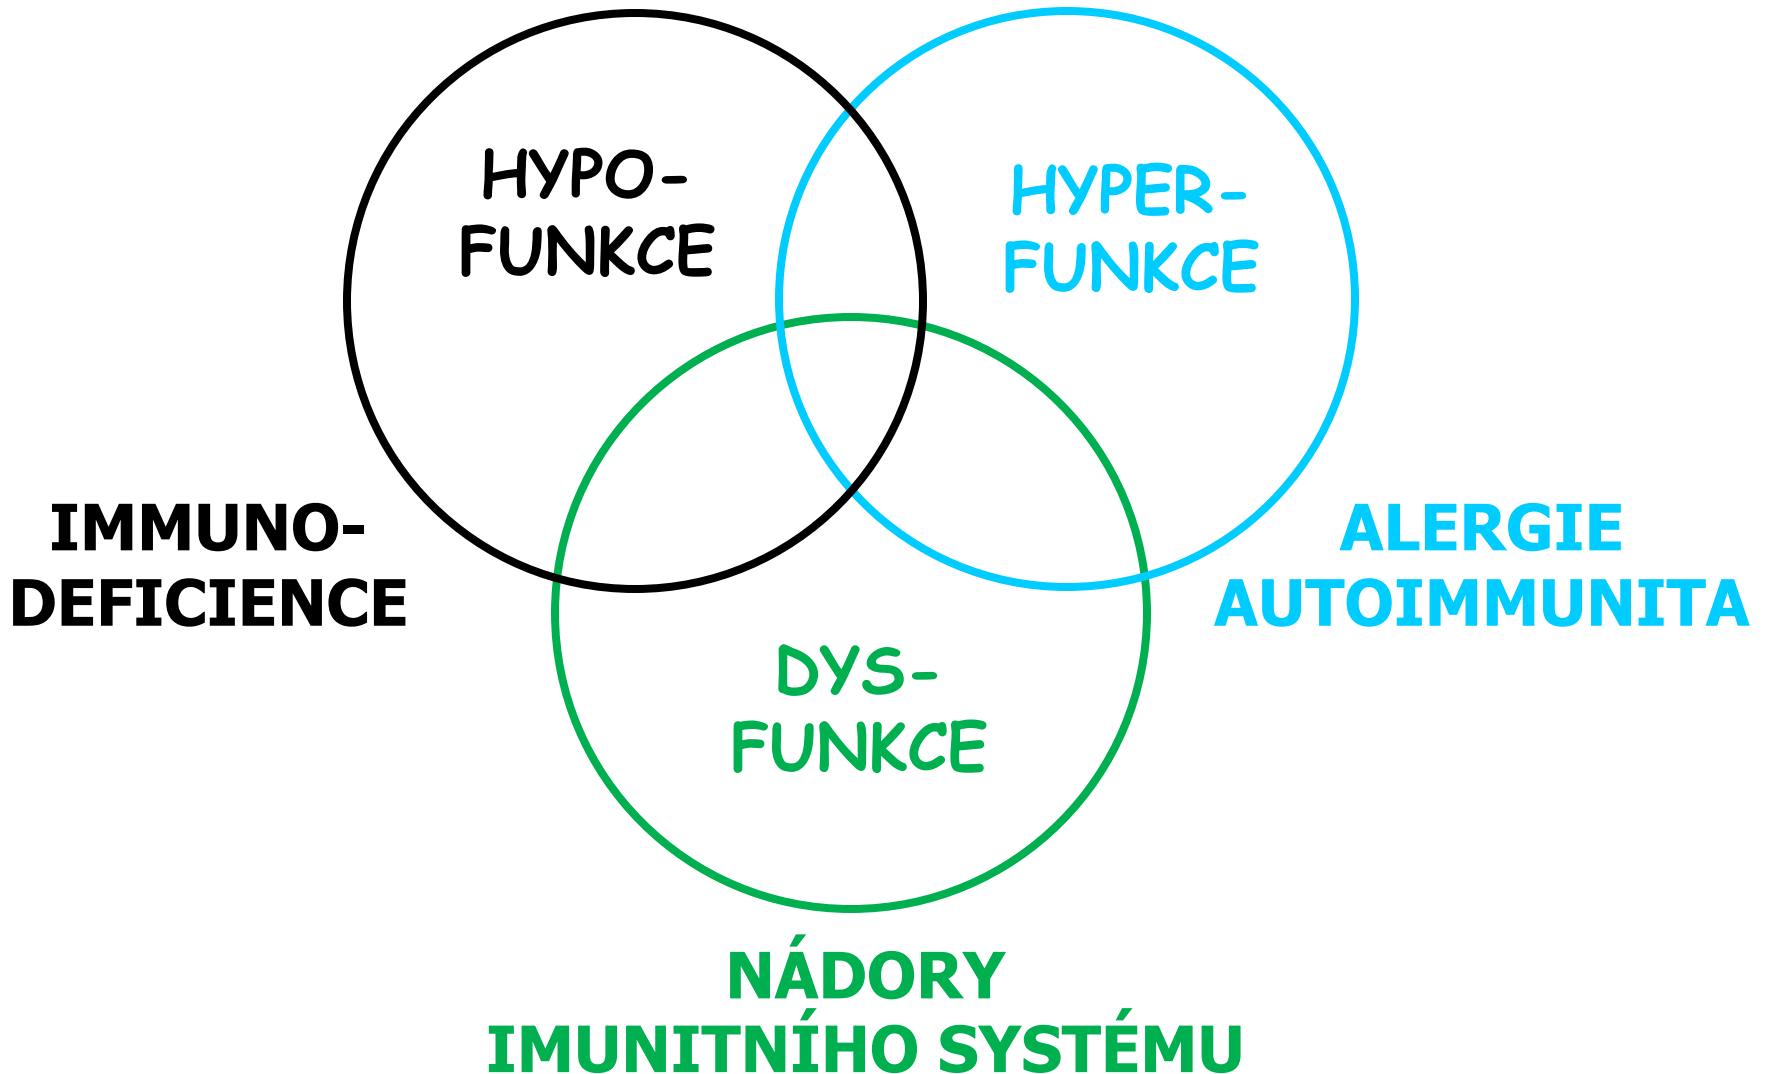 HYPO-
FUNKCE
HYPER-
FUNKCE
IMMUNO-
DEFICIENCE
ALERGIE
AUTOIMMUNITA
DYS-
FUNKCE
NÁDORY
IMUNITNÍHO SYSTÉMU